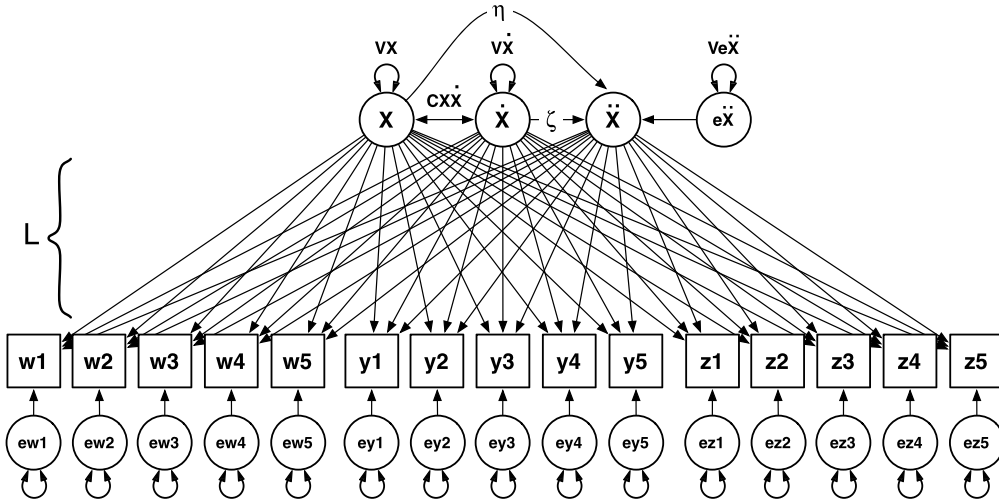 η
VX VẊ VeẌ
CXẊ
X Ẋ ζ Ẍ eẌ
L
w1 w2 w3 w4 w5 y1 y2 y3 y4 y5 z1 z2 z3 z4 z5
ew1 ew2 ew3 ew4 ew5 ey1 ey2 ey3 ey4 ey5 ez1 ez2 ez3 ez4 ez5